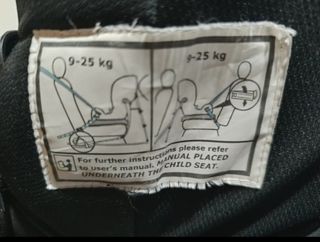 9-25 kg
9-25 kg
For further instructions please refer
to user's manual. MANUAL PLACED
UNDERNEATH THE CHILD SEAT.